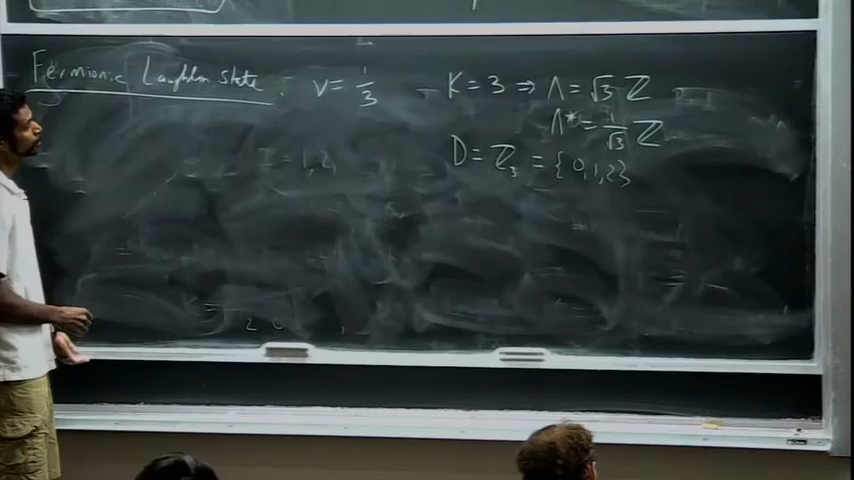 Fermionic Laughlin state : ν = 1/3 - K=3 ⇒ Λ = √3 Z
Λ* = 1/√3 Z
D = Z₃ = {0,1,2}